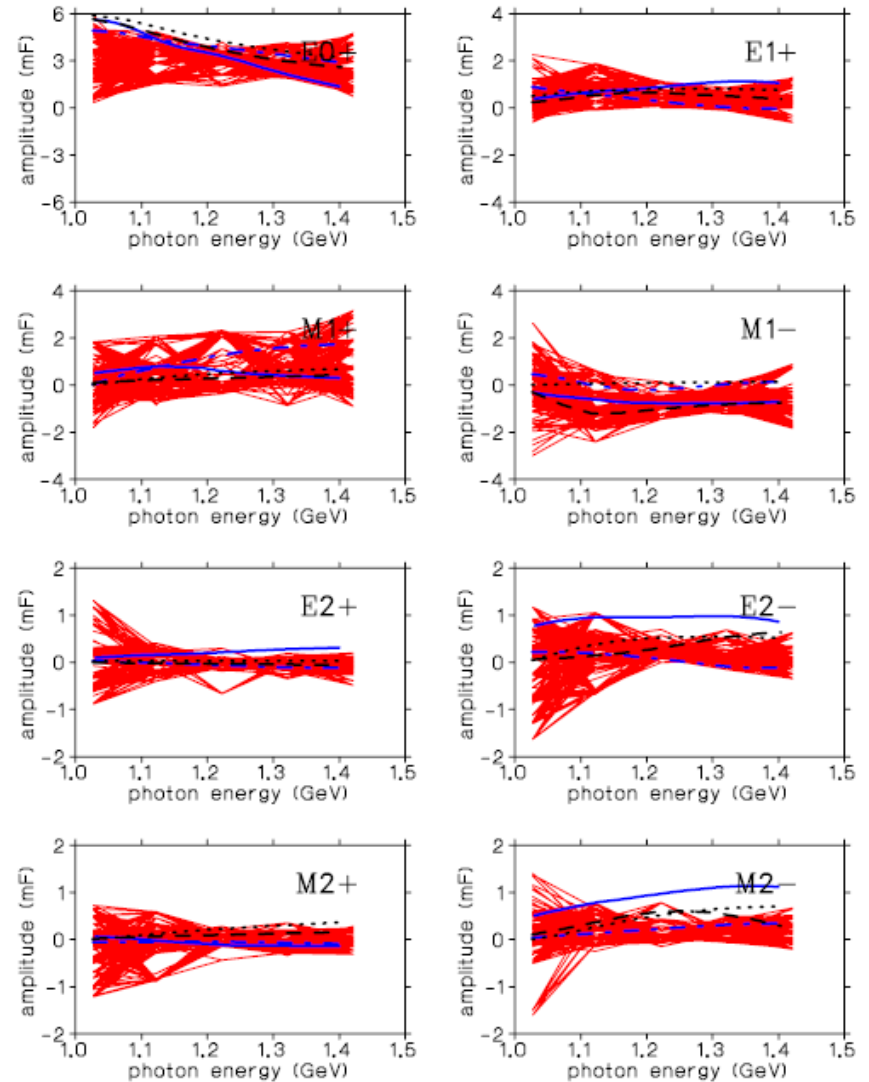 E0+
amplitude (mF)
6
3
0
−3
−6
1.0 1.1 1.2 1.3 1.4 1.5
photon energy (GeV)
E1+
amplitude (mF)
4
2
0
−2
−4
1.0 1.1 1.2 1.3 1.4 1.5
photon energy (GeV)
M1+
amplitude (mF)
4
2
0
−2
−4
1.0 1.1 1.2 1.3 1.4 1.5
photon energy (GeV)
M1−
amplitude (mF)
4
2
0
−2
−4
1.0 1.1 1.2 1.3 1.4 1.5
photon energy (GeV)
E2+
amplitude (mF)
2
1
0
−1
−2
1.0 1.1 1.2 1.3 1.4 1.5
photon energy (GeV)
E2−
amplitude (mF)
2
1
0
−1
−2
1.0 1.1 1.2 1.3 1.4 1.5
photon energy (GeV)
M2+
amplitude (mF)
2
1
0
−1
−2
1.0 1.1 1.2 1.3 1.4 1.5
photon energy (GeV)
M2−
amplitude (mF)
2
1
0
−1
−2
1.0 1.1 1.2 1.3 1.4 1.5
photon energy (GeV)